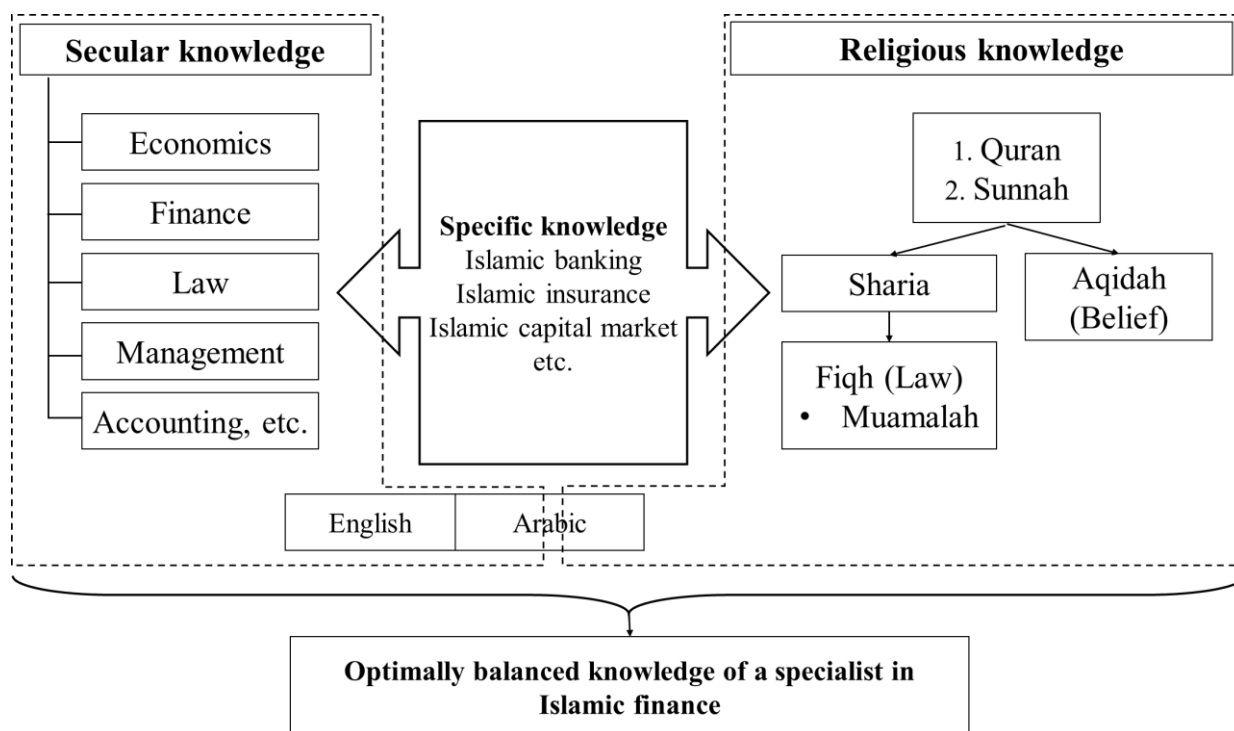 Secular knowledge
Economics
Finance
Law
Management
Accounting, etc.
Specific knowledge
Islamic banking
Islamic insurance
Islamic capital market
etc.
Religious knowledge
1. Quran
2. Sunnah
Sharia
Aqidah
(Belief)
Fiqh (Law)
• Muamalah
English
Arabic
Optimally balanced knowledge of a specialist in
Islamic finance